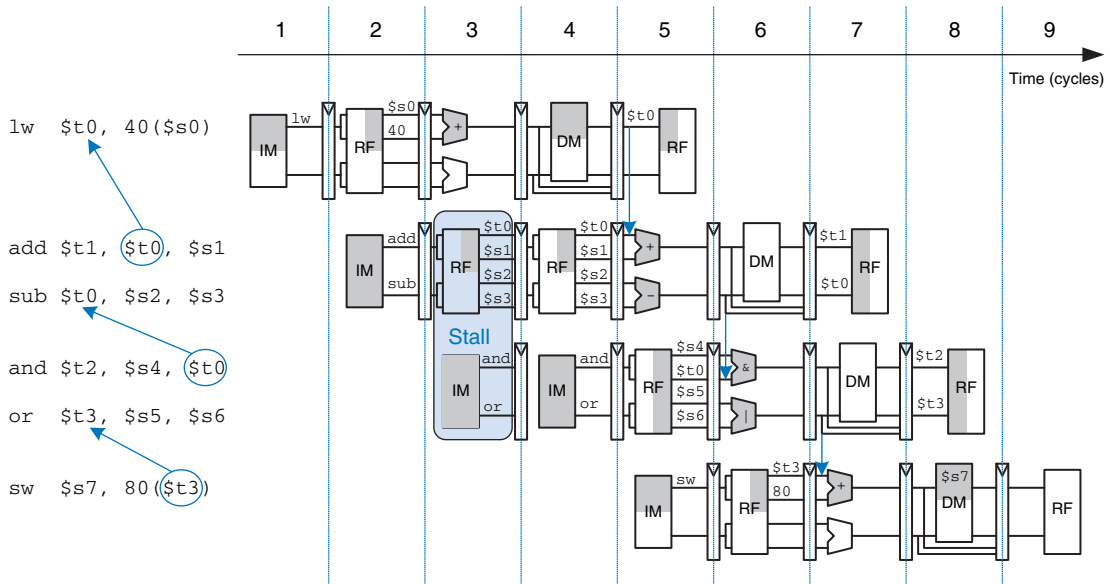 1 2 3 4 5 6 7 8 9
Time (cycles)
lw $t0, 40($s0)
IM
lw
RF
$s0
40
+
DM
$t0
RF
add $t1, $t0, $s1
sub $t0, $s2, $s3
IM
add
sub
RF
$t0
$s1
$s2
$s3
RF
$t0
$s1
$s2
$s3
+
-
DM
$t1
$t0
RF
Stall
and $t2, $s4, $t0
or $t3, $s5, $s6
IM
and
or
IM
and
or
RF
$s4
$t0
$s5
$s6
&
|
DM
$t2
$t3
RF
sw $s7, 80($t3)
IM
sw
RF
$t3
80
+
$s7
DM
RF